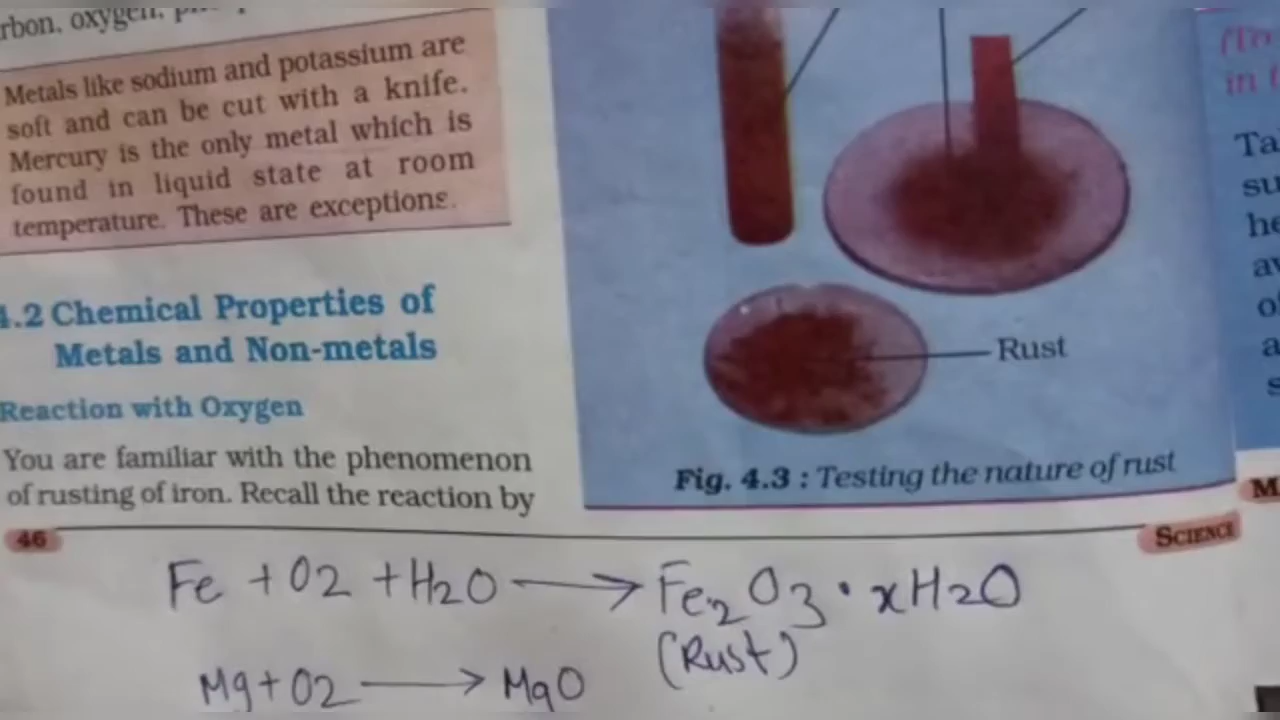 rbon, oxygen,
Metals like sodium and potassium are
soft and can be cut with a knife.
Mercury is the only metal which is
found in liquid state at room
temperature. These are exceptions.
4.2 Chemical Properties of
Metals and Non-metals
Reaction with Oxygen
You are familiar with the phenomenon
of rusting of iron. Recall the reaction by
46
Rust
Fig. 4.3 : Testing the nature of rust
SCIENCE
Fe + O2 + H2O ⟶ Fe2O3 · xH2O
(Rust)
Mg + O2 ⟶ MgO